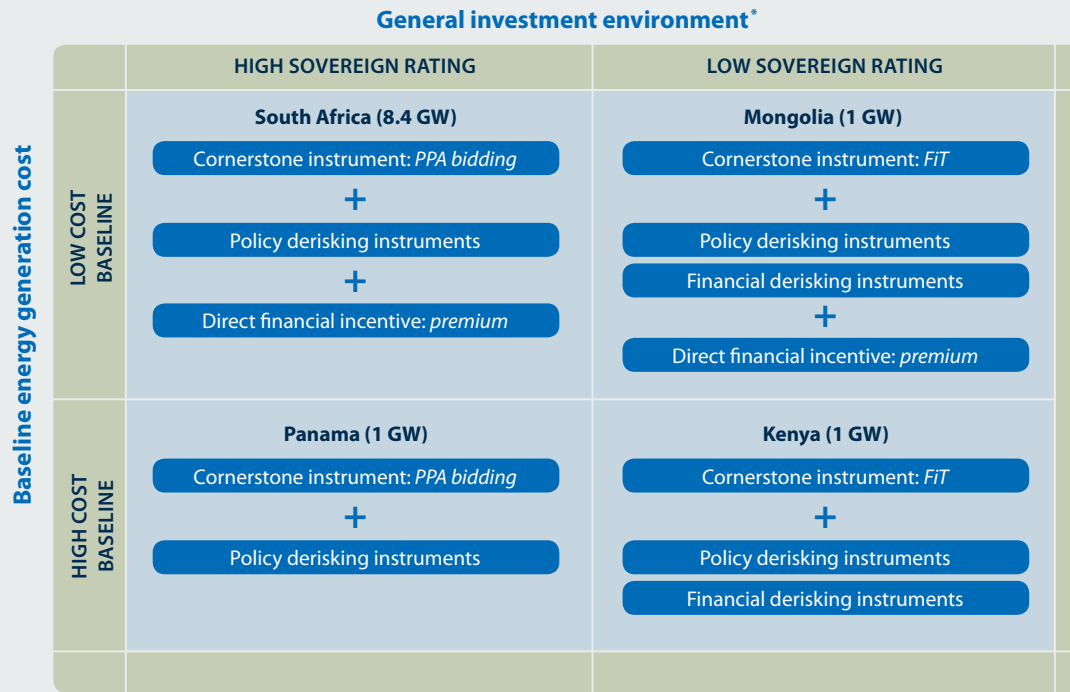 General investment environment*
HIGH SOVEREIGN RATING
LOW SOVEREIGN RATING
Baseline energy generation cost
LOW COST
BASELINE
South Africa (8.4 GW)
Cornerstone instrument: PPA bidding
+
Policy derisking instruments
+
Direct financial incentive: premium
Mongolia (1 GW)
Cornerstone instrument: FiT
+
Policy derisking instruments
Financial derisking instruments
+
Direct financial incentive: premium
HIGH COST
BASELINE
Panama (1 GW)
Cornerstone instrument: PPA bidding
+
Policy derisking instruments
Kenya (1 GW)
Cornerstone instrument: FiT
+
Policy derisking instruments
Financial derisking instruments